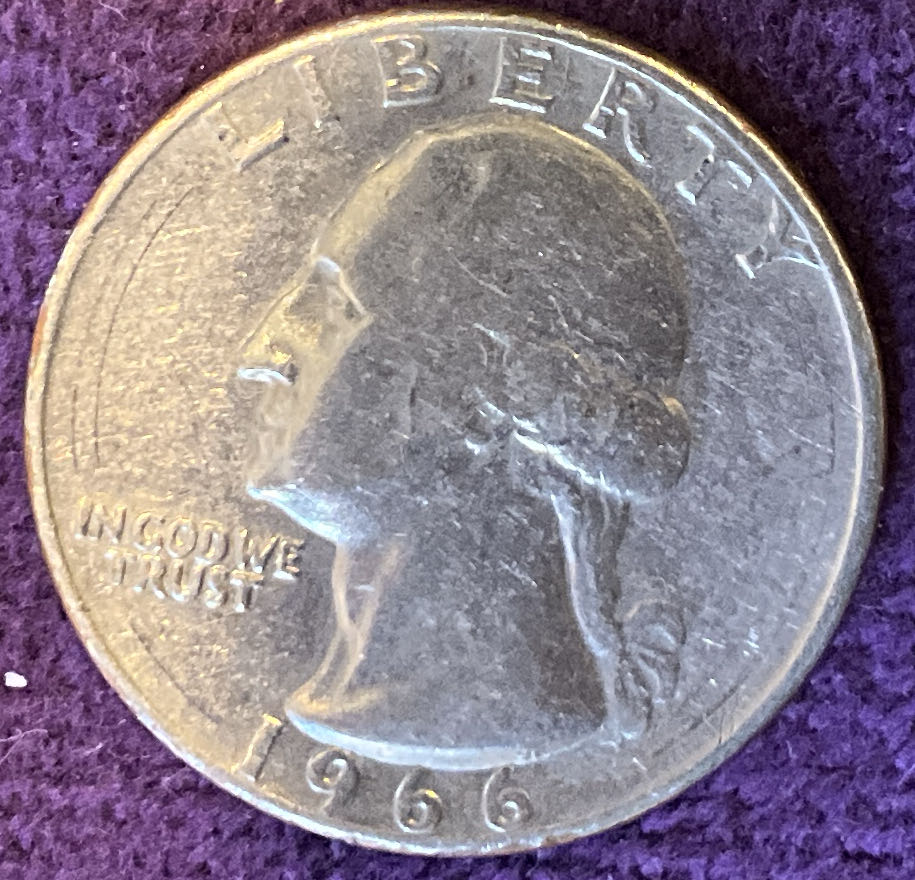 LIBERTY
IN GOD WE
TRUST
1966